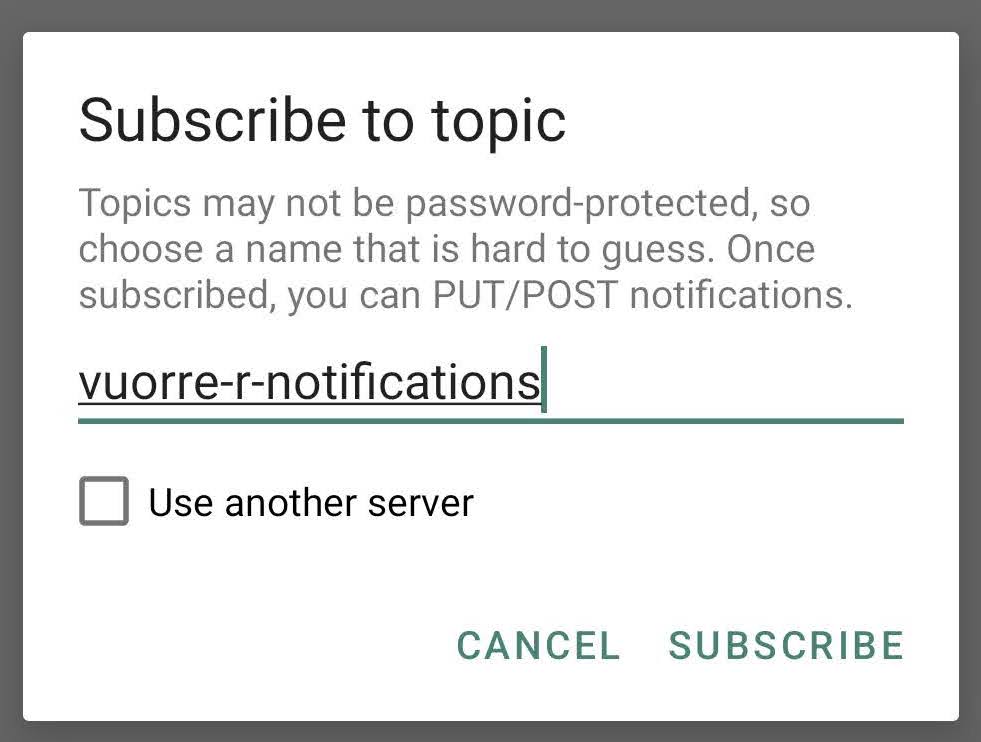 Subscribe to topic
Topics may not be password-protected, so
choose a name that is hard to guess. Once
subscribed, you can PUT/POST notifications.
vuorre-r-notifications
Use another server
CANCEL SUBSCRIBE